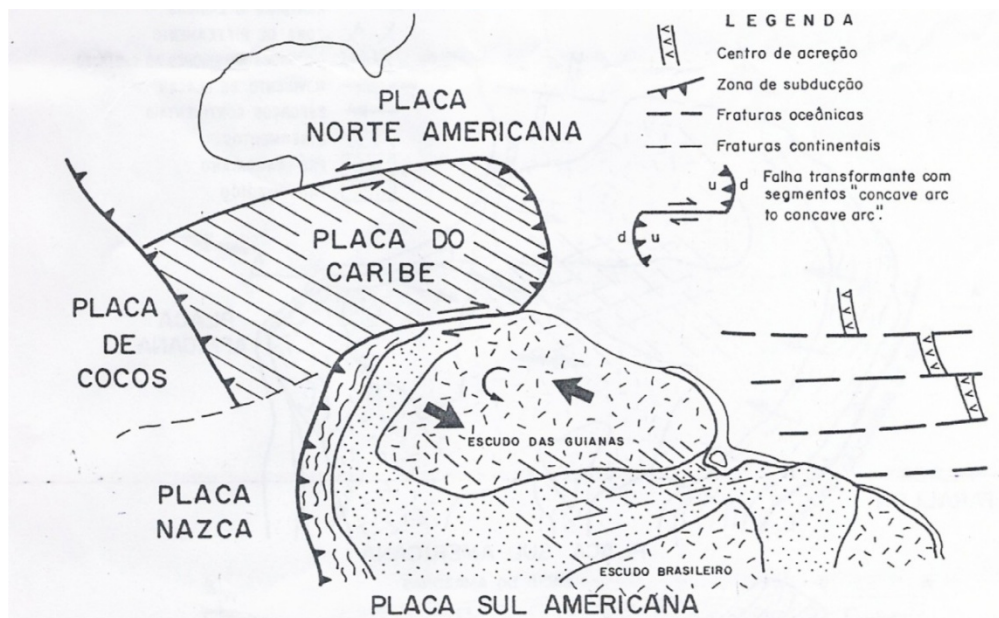 LEGENDA
Centro de acreção
Zona de subducção
Fraturas oceânicas
Fraturas continentais
u d
d u
Falha transformante com
segmentos "concave arc
to concave arc".
PLACA
NORTE AMERICANA
PLACA DO
CARIBE
PLACA
DE
COCOS
ESCUDO DAS GUIANAS
PLACA
NAZCA
ESCUDO BRASILEIRO
PLACA SUL AMERICANA